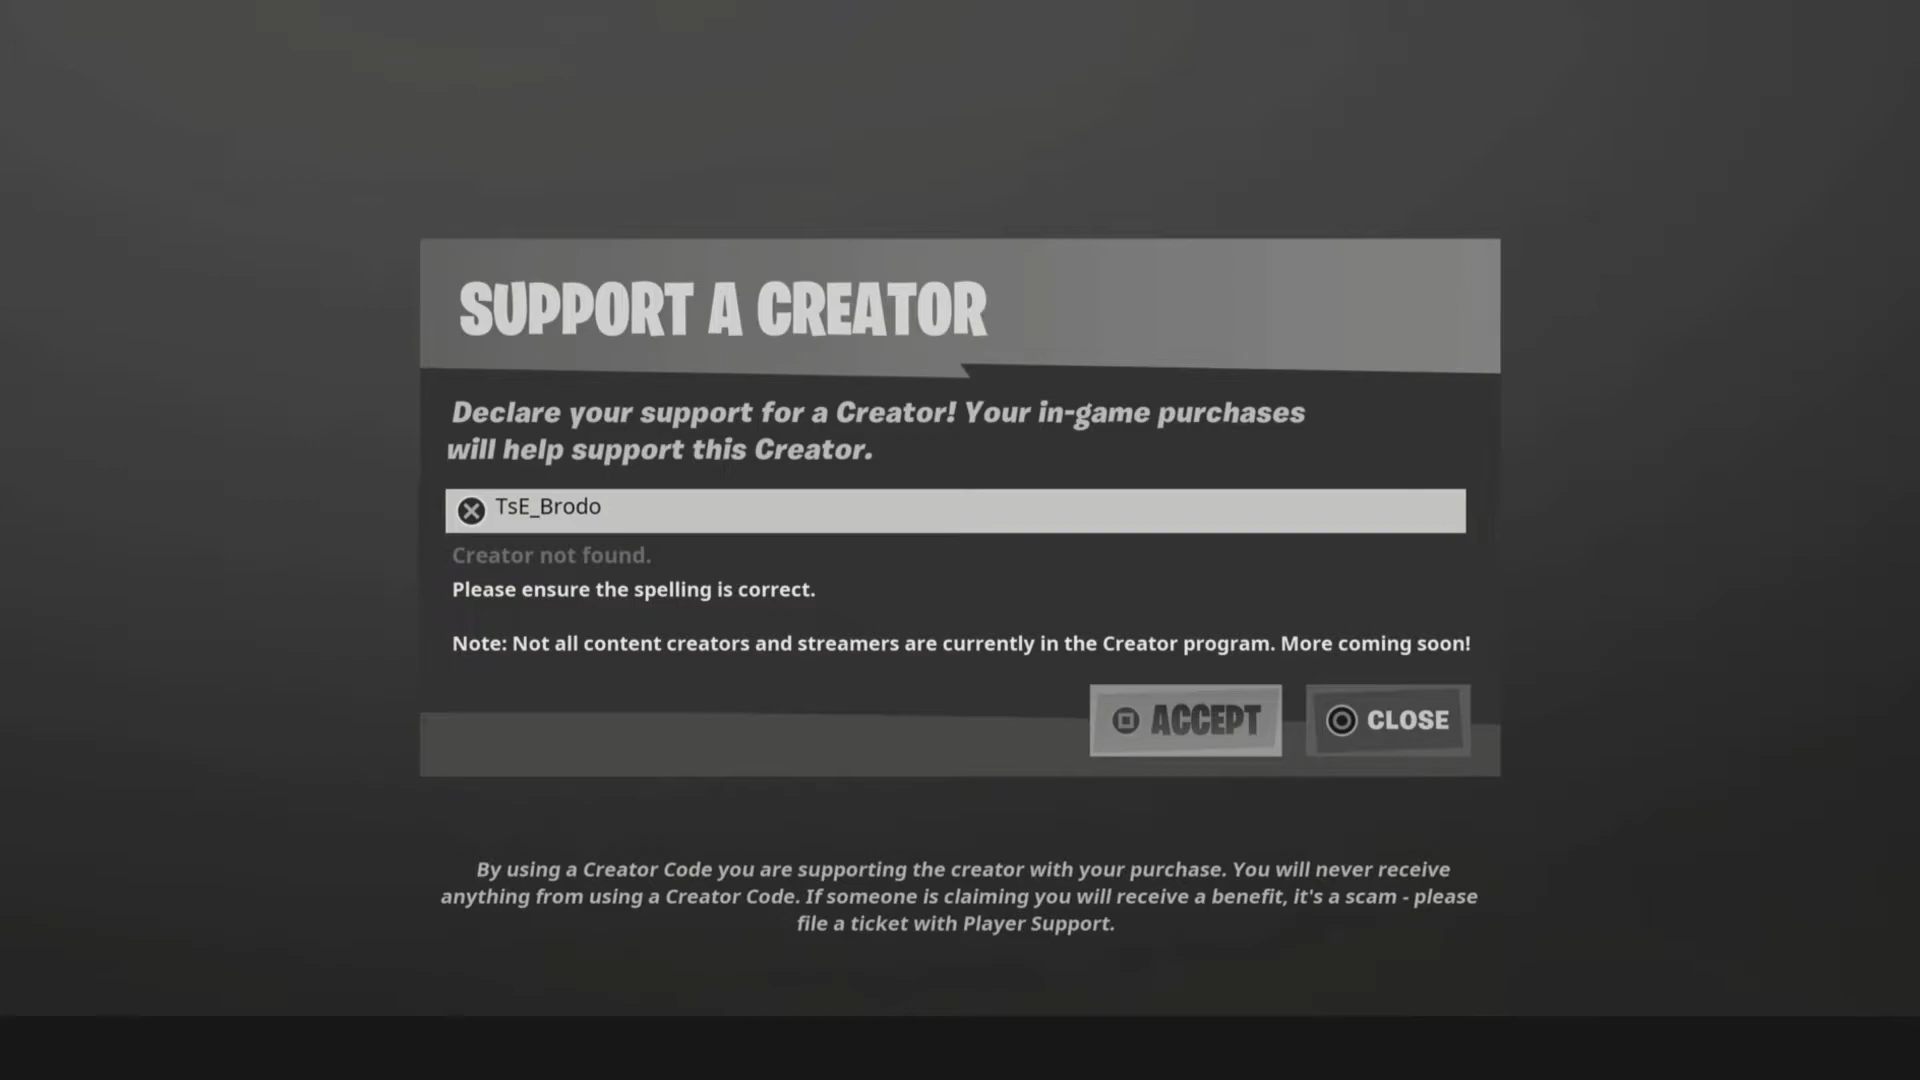 SUPPORT A CREATOR
Declare your support for a Creator! Your in-game purchases
will help support this Creator.
TsE_Brodo
Creator not found.
Please ensure the spelling is correct.
Note: Not all content creators and streamers are currently in the Creator program. More coming soon!
ACCEPT
CLOSE
By using a Creator Code you are supporting the creator with your purchase. You will never receive
anything from using a Creator Code. If someone is claiming you will receive a benefit, it's a scam - please
file a ticket with Player Support.